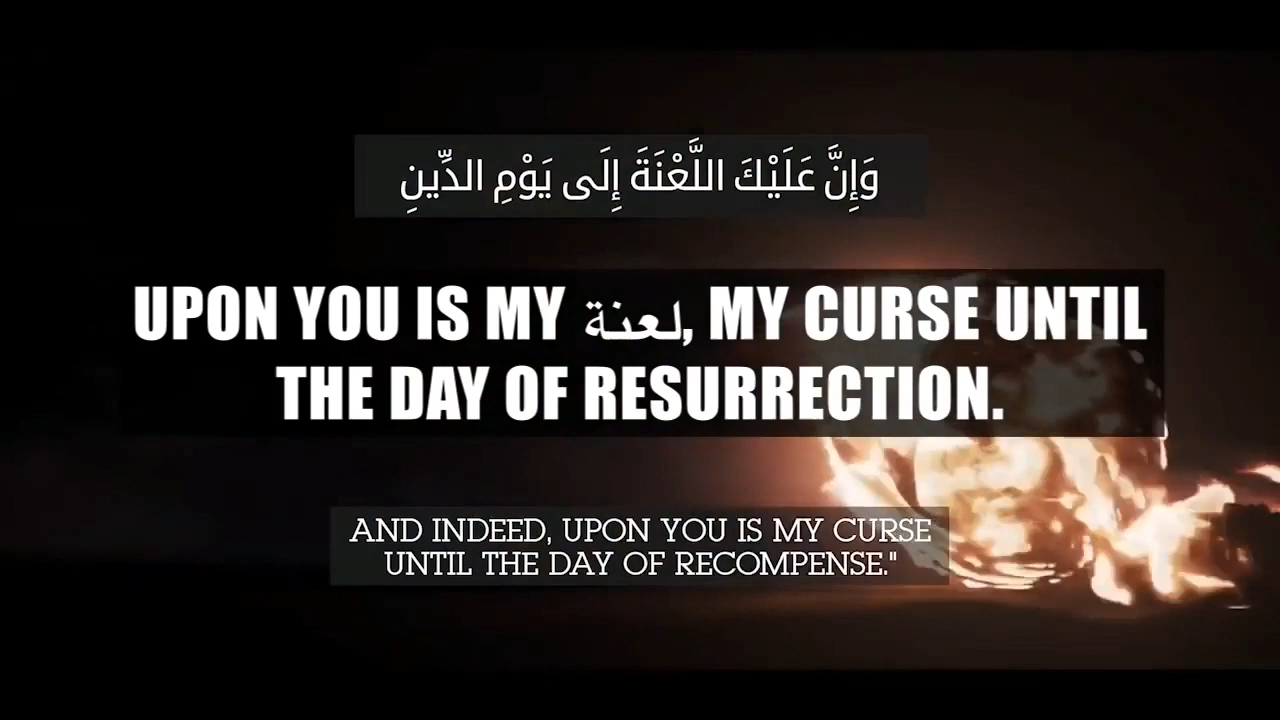 وَإِنَّ عَلَيْكَ اللَّعْنَةَ إِلَى يَوْمِ الدِّينِ
UPON YOU IS MY لعنة, MY CURSE UNTIL
THE DAY OF RESURRECTION.
AND INDEED, UPON YOU IS MY CURSE
UNTIL THE DAY OF RECOMPENSE."